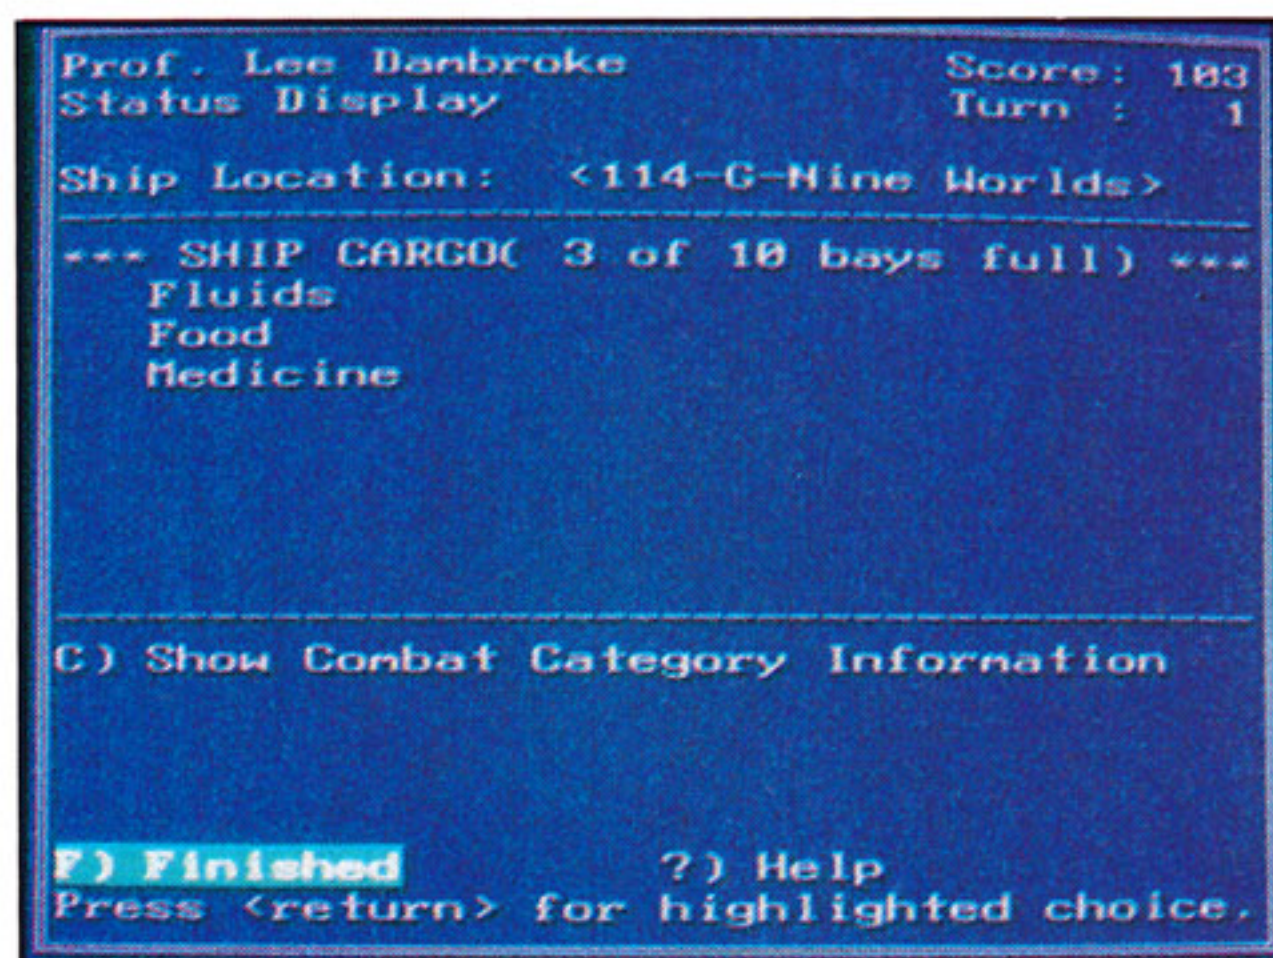 Prof. Lee Dambroke Score: 103
Status Display Turn : 1
Ship Location: <114-G-Nine Worlds>
*** SHIP CARGO( 3 of 10 bays full) ***
Fluids
Food
Medicine
C) Show Combat Category Information
F) Finished ?) Help
Press <return> for highlighted choice.